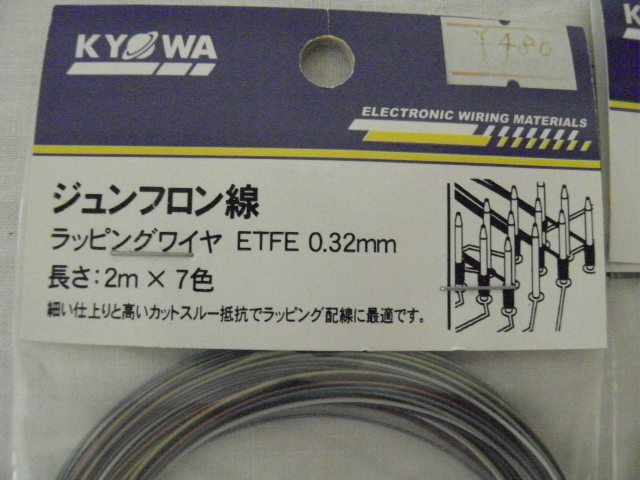 KYOWA
¥480
ELECTRONIC WIRING MATERIALS
ジュンフロン線
ラッピングワイヤ ETFE 0.32mm
長さ:2m × 7色
細い仕上りと高いカットスルー抵抗でラッピング配線に最適です。
K